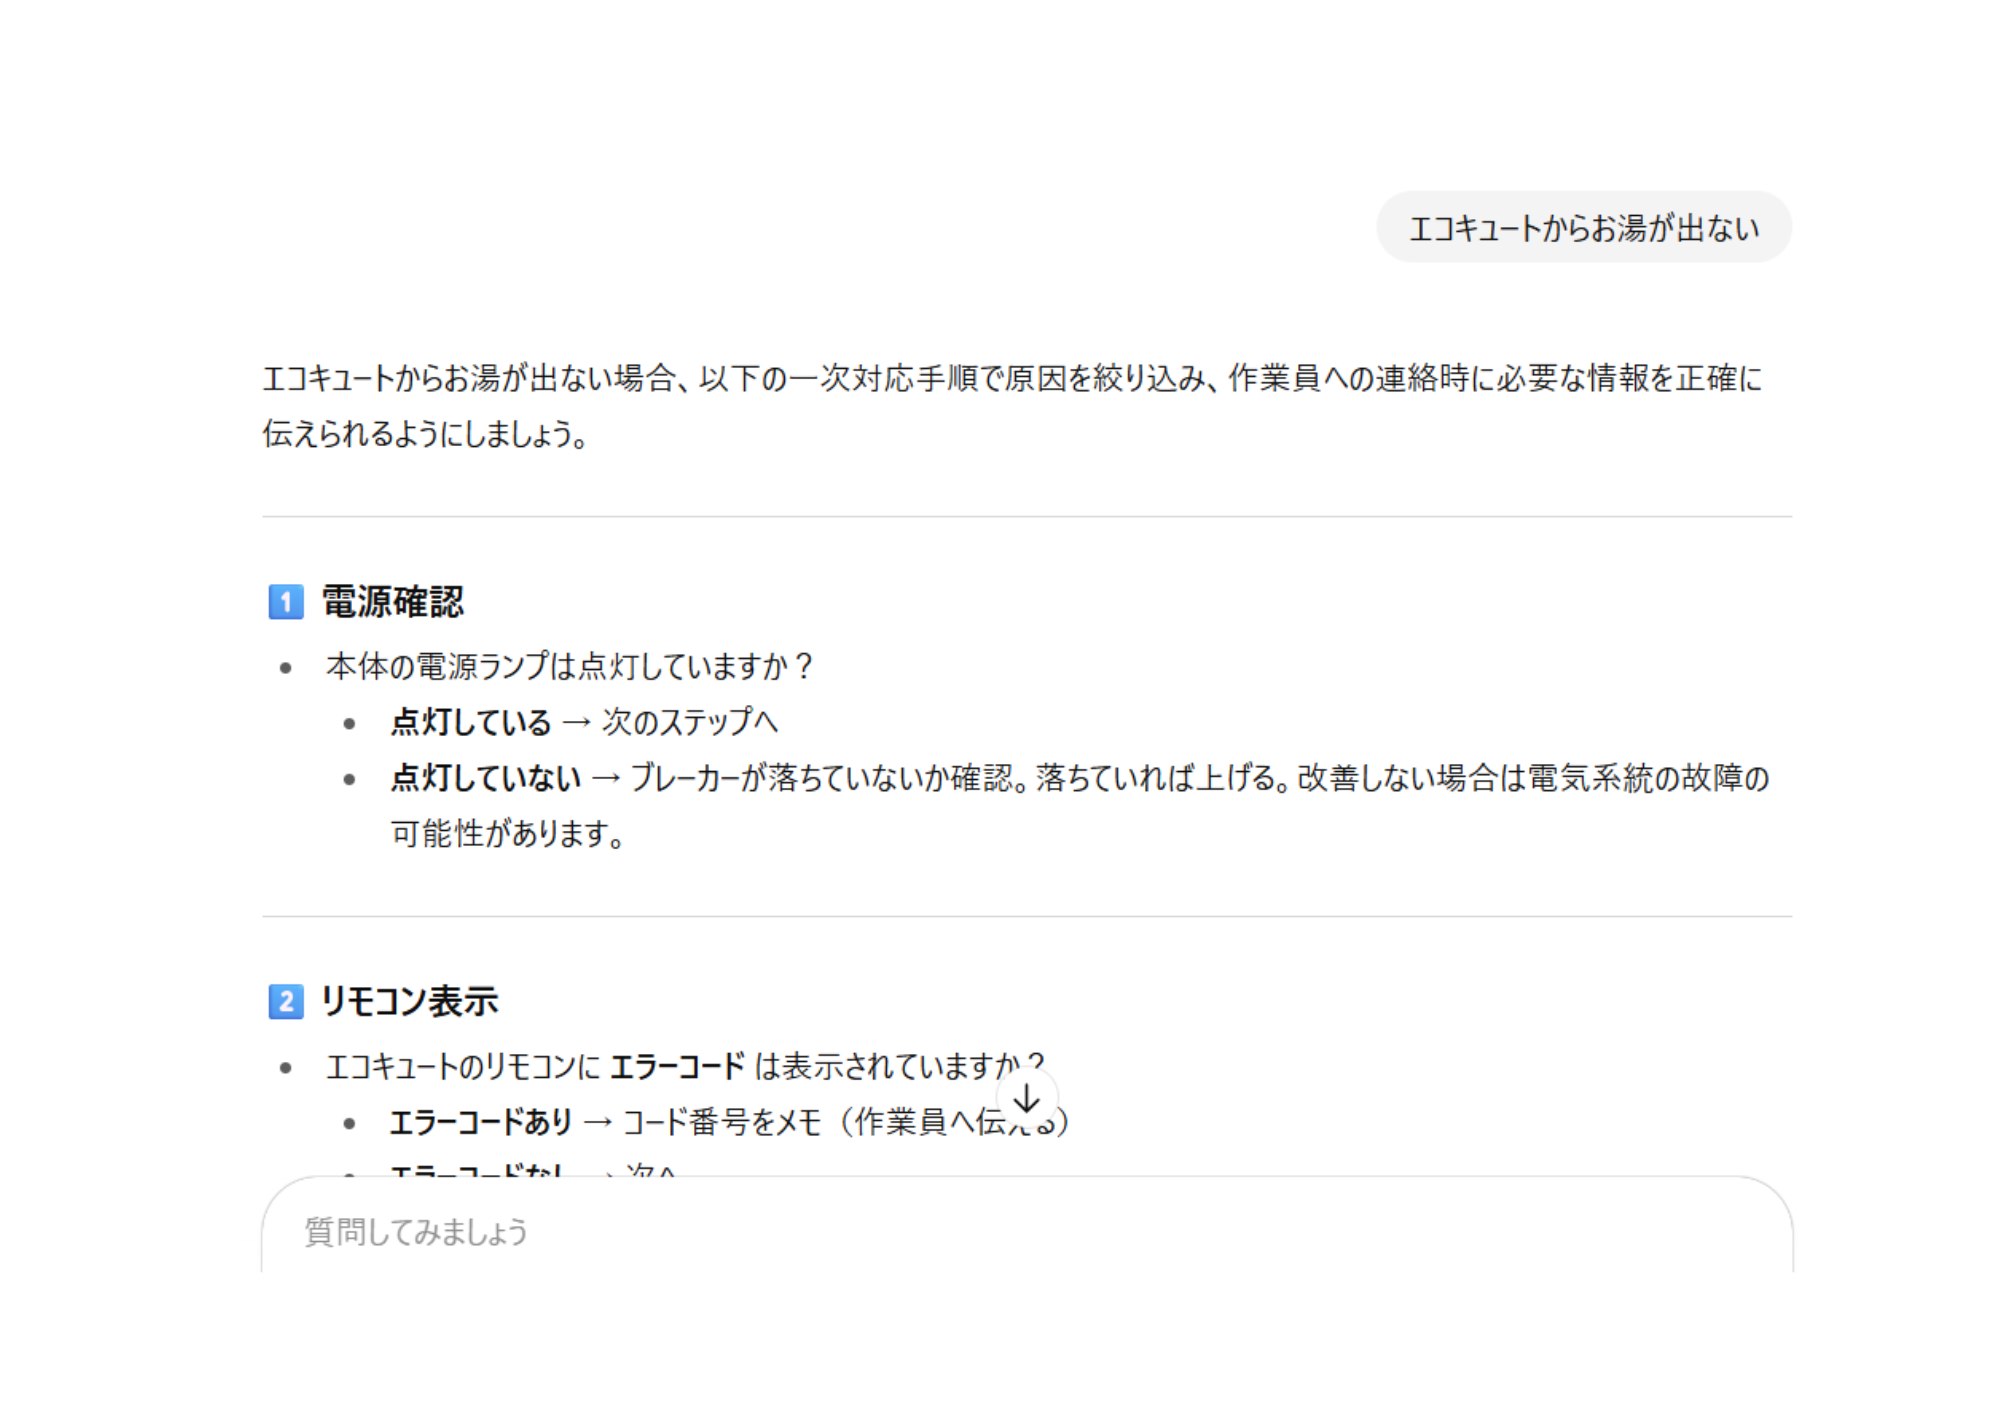 エコキュートからお湯が出ない
エコキュートからお湯が出ない場合、以下の一次対応手順で原因を絞り込み、作業員への連絡時に必要な情報を正確に
伝えられるようにしましょう。
1 電源確認
• 本体の電源ランプは点灯していますか？
• 点灯している → 次のステップへ
• 点灯していない → ブレーカーが落ちていないか確認。落ちていれば上げる。改善しない場合は電気系統の故障の
可能性があります。
2 リモコン表示
• エコキュートのリモコンに エラーコード は表示されていますか？
• エラーコードあり → コード番号をメモ（作業員へ伝える）
• エラーコードなし → 次へ
質問してみましょう